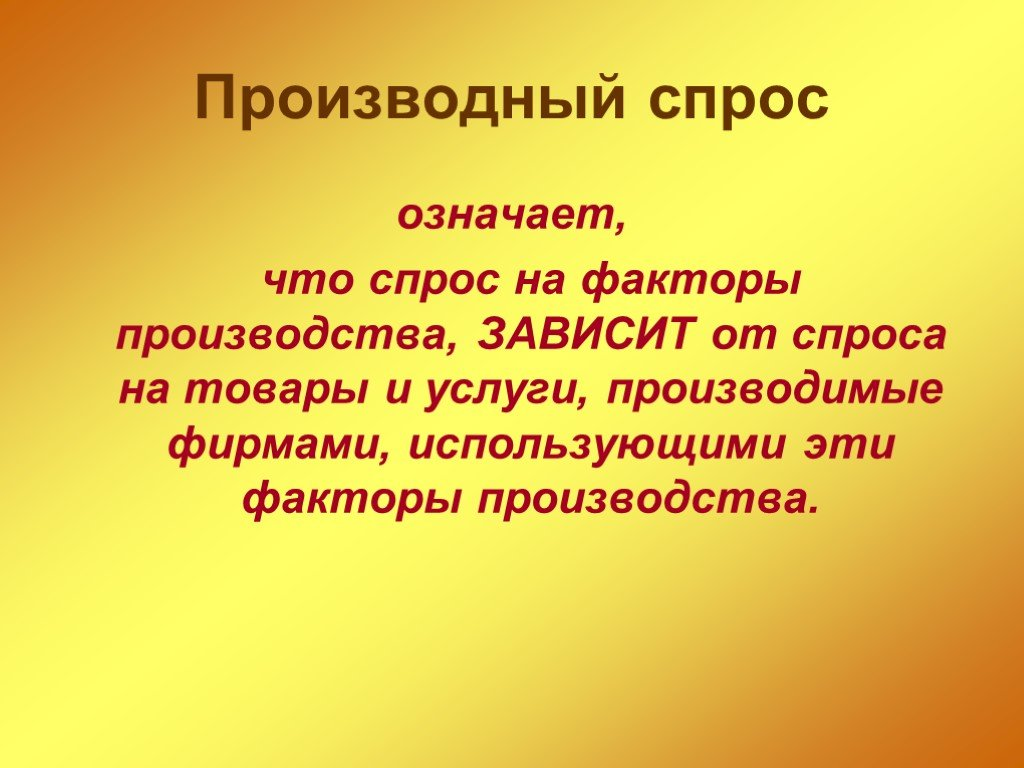 Производный спрос
означает,
что спрос на факторы
производства, ЗАВИСИТ от спроса
на товары и услуги, производимые
фирмами, использующими эти
факторы производства.